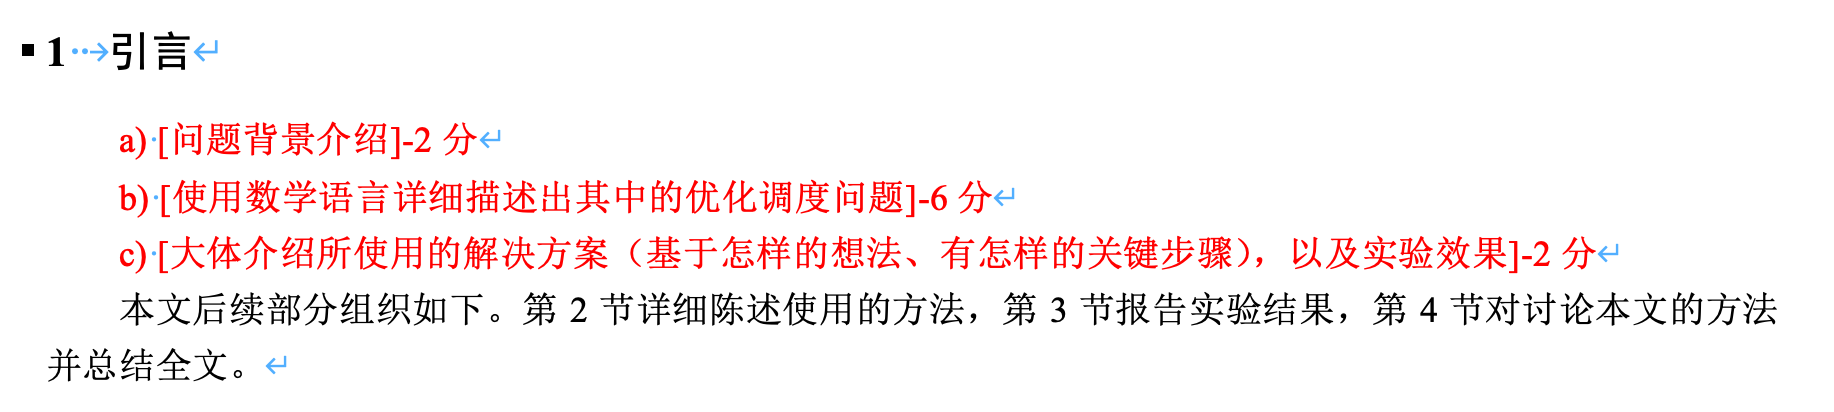 1 引言
a) [问题背景介绍]-2 分
b) [使用数学语言详细描述出其中的优化调度问题]-6 分
c) [大体介绍所使用的解决方案（基于怎样的想法、有怎样的关键步骤），以及实验效果]-2 分
本文后续部分组织如下。第 2 节详细陈述使用的方法，第 3 节报告实验结果，第 4 节对讨论本文的方法
并总结全文。